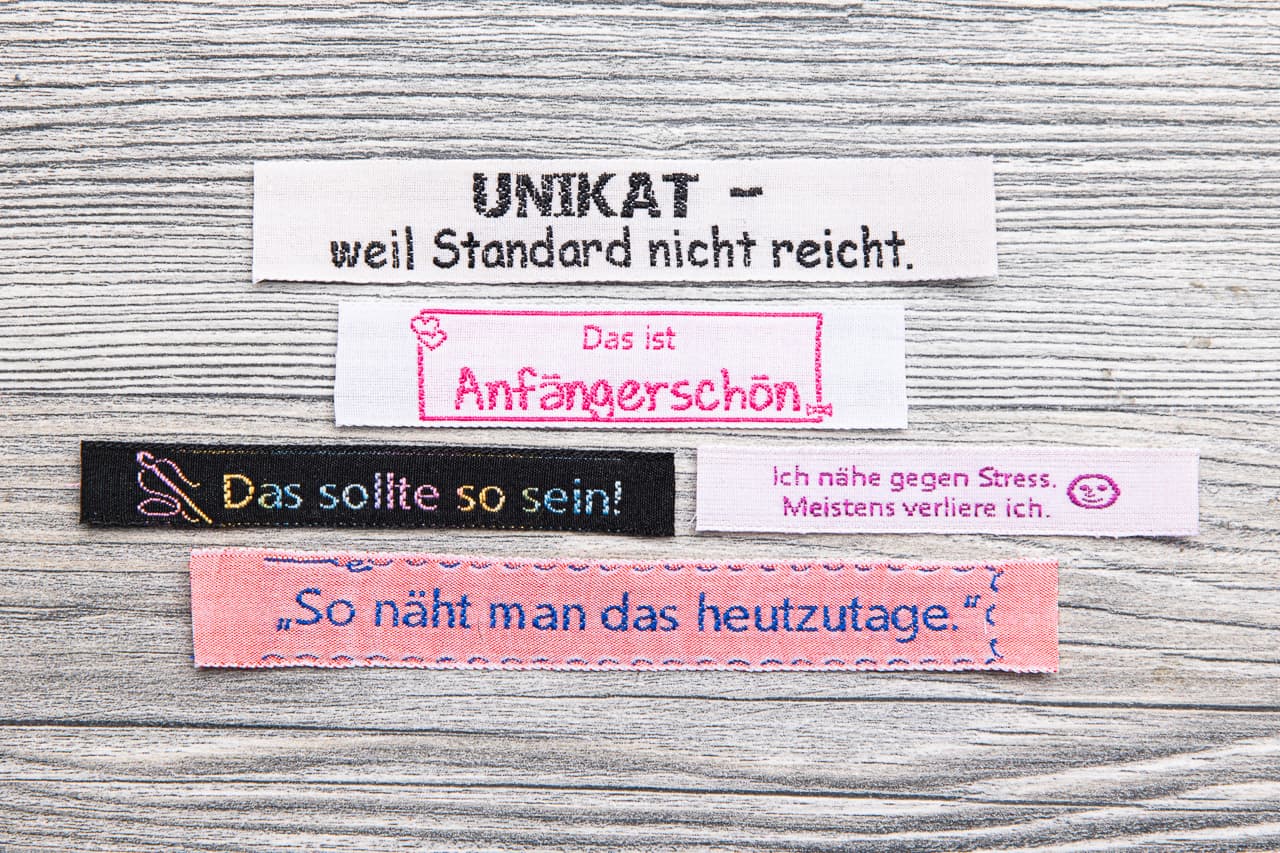 UNIKAT -
weil Standard nicht reicht.
Das ist
Anfängerschön
Das sollte so sein!
Ich nähe gegen Stress.
Meistens verliere ich.
„So näht man das heutzutage.“